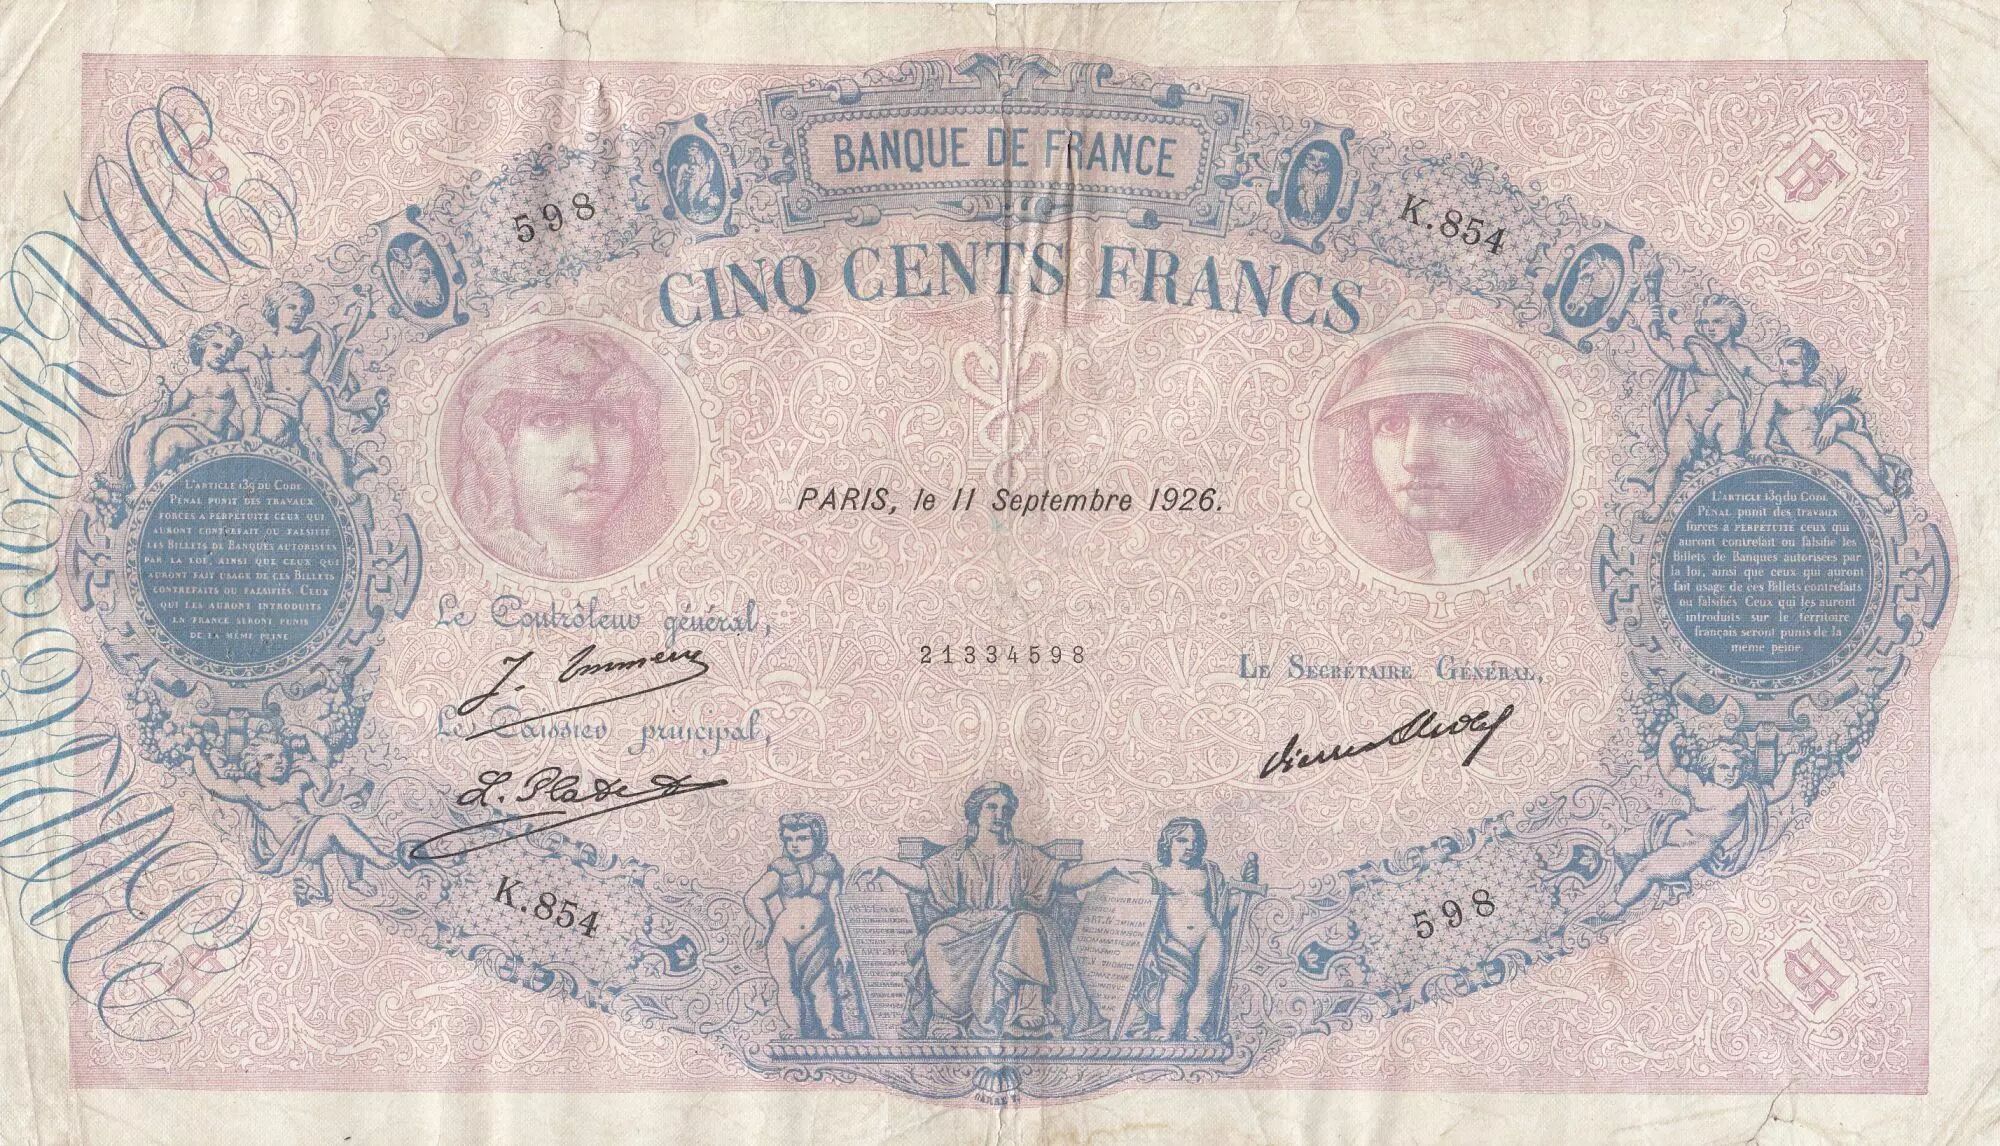 BANQUE DE FRANCE
598
K.854
CINQ CENTS FRANCS
PARIS, le 11 Septembre 1926.
L'ARTICLE 139 DU CODE
PÉNAL PUNIT DES TRAVAUX
FORCÉS A PERPÉTUITÉ CEUX QUI
AURONT CONTREFAIT OU FALSIFIÉ
LES BILLETS DE BANQUES AUTORISÉES
PAR LA LOI, AINSI QUE CEUX QUI
AURONT FAIT USAGE DE CES BILLETS
CONTREFAITS OU FALSIFIÉS. CEUX
QUI LES AURONT INTRODUITS
EN FRANCE SERONT PUNIS
DE LA MÊME PEINE
L'ARTICLE 139 du CODE
PÉNAL punit des travaux
forcés a PERPÉTUITÉ ceux qui
auront contrefait ou falsifié les
Billets de Banques autorisées par
la loi, ainsi que ceux qui auront
fait usage de ces Billets contrefaits
ou falsifiés. Ceux qui les auront
introduits sur le territoire
français seront punis de la
même peine.
Le Contrôleur général,
J. Emmery
21334598
LE SECRÉTAIRE GÉNÉRAL,
Le Caissier principal,
L. Platet
K.854
598